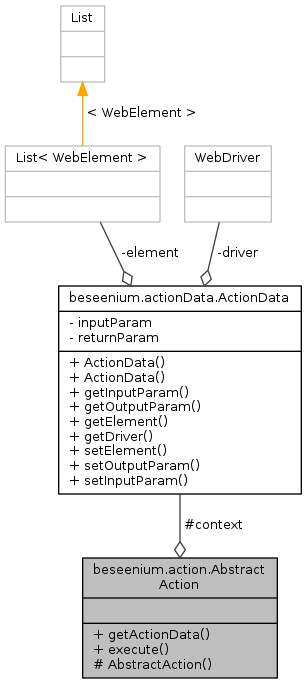 List
< WebElement >
List< WebElement >
WebDriver
-element
-driver
beseenium.actionData.ActionData
- inputParam
- returnParam
+ ActionData()
+ ActionData()
+ getInputParam()
+ getOutputParam()
+ getElement()
+ getDriver()
+ setElement()
+ setOutputParam()
+ setInputParam()
#context
beseenium.action.Abstract
Action
+ getActionData()
+ execute()
# AbstractAction()